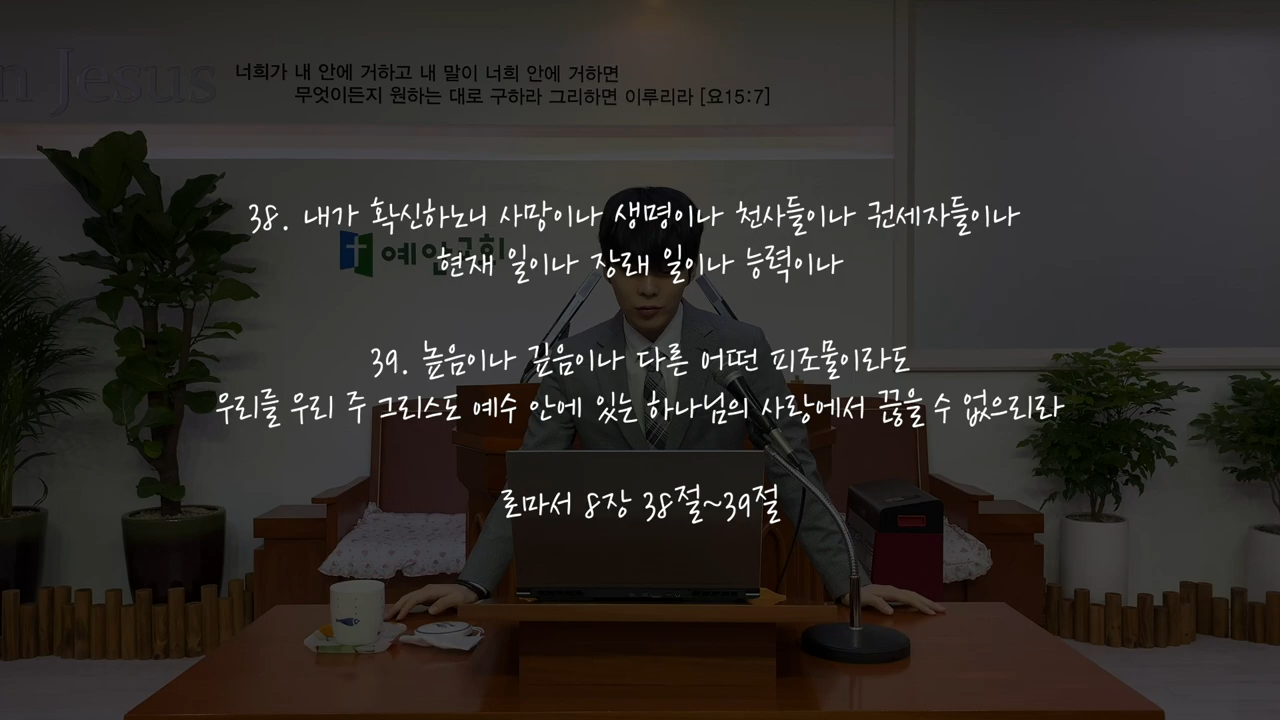 n Jesus
너희가 내 안에 거하고 내 말이 너희 안에 거하면
무엇이든지 원하는 대로 구하라 그리하면 이루리라 [요15:7]
38. 내가 확신하노니 사망이나 생명이나 천사들이나 권세자들이나
예안교회
현재 일이나 장래 일이나 능력이나
39. 높음이나 깊음이나 다른 어떤 피조물이라도
우리를 우리 주 그리스도 예수 안에 있는 하나님의 사랑에서 끊을 수 없으리라
로마서 8장 38절~39절